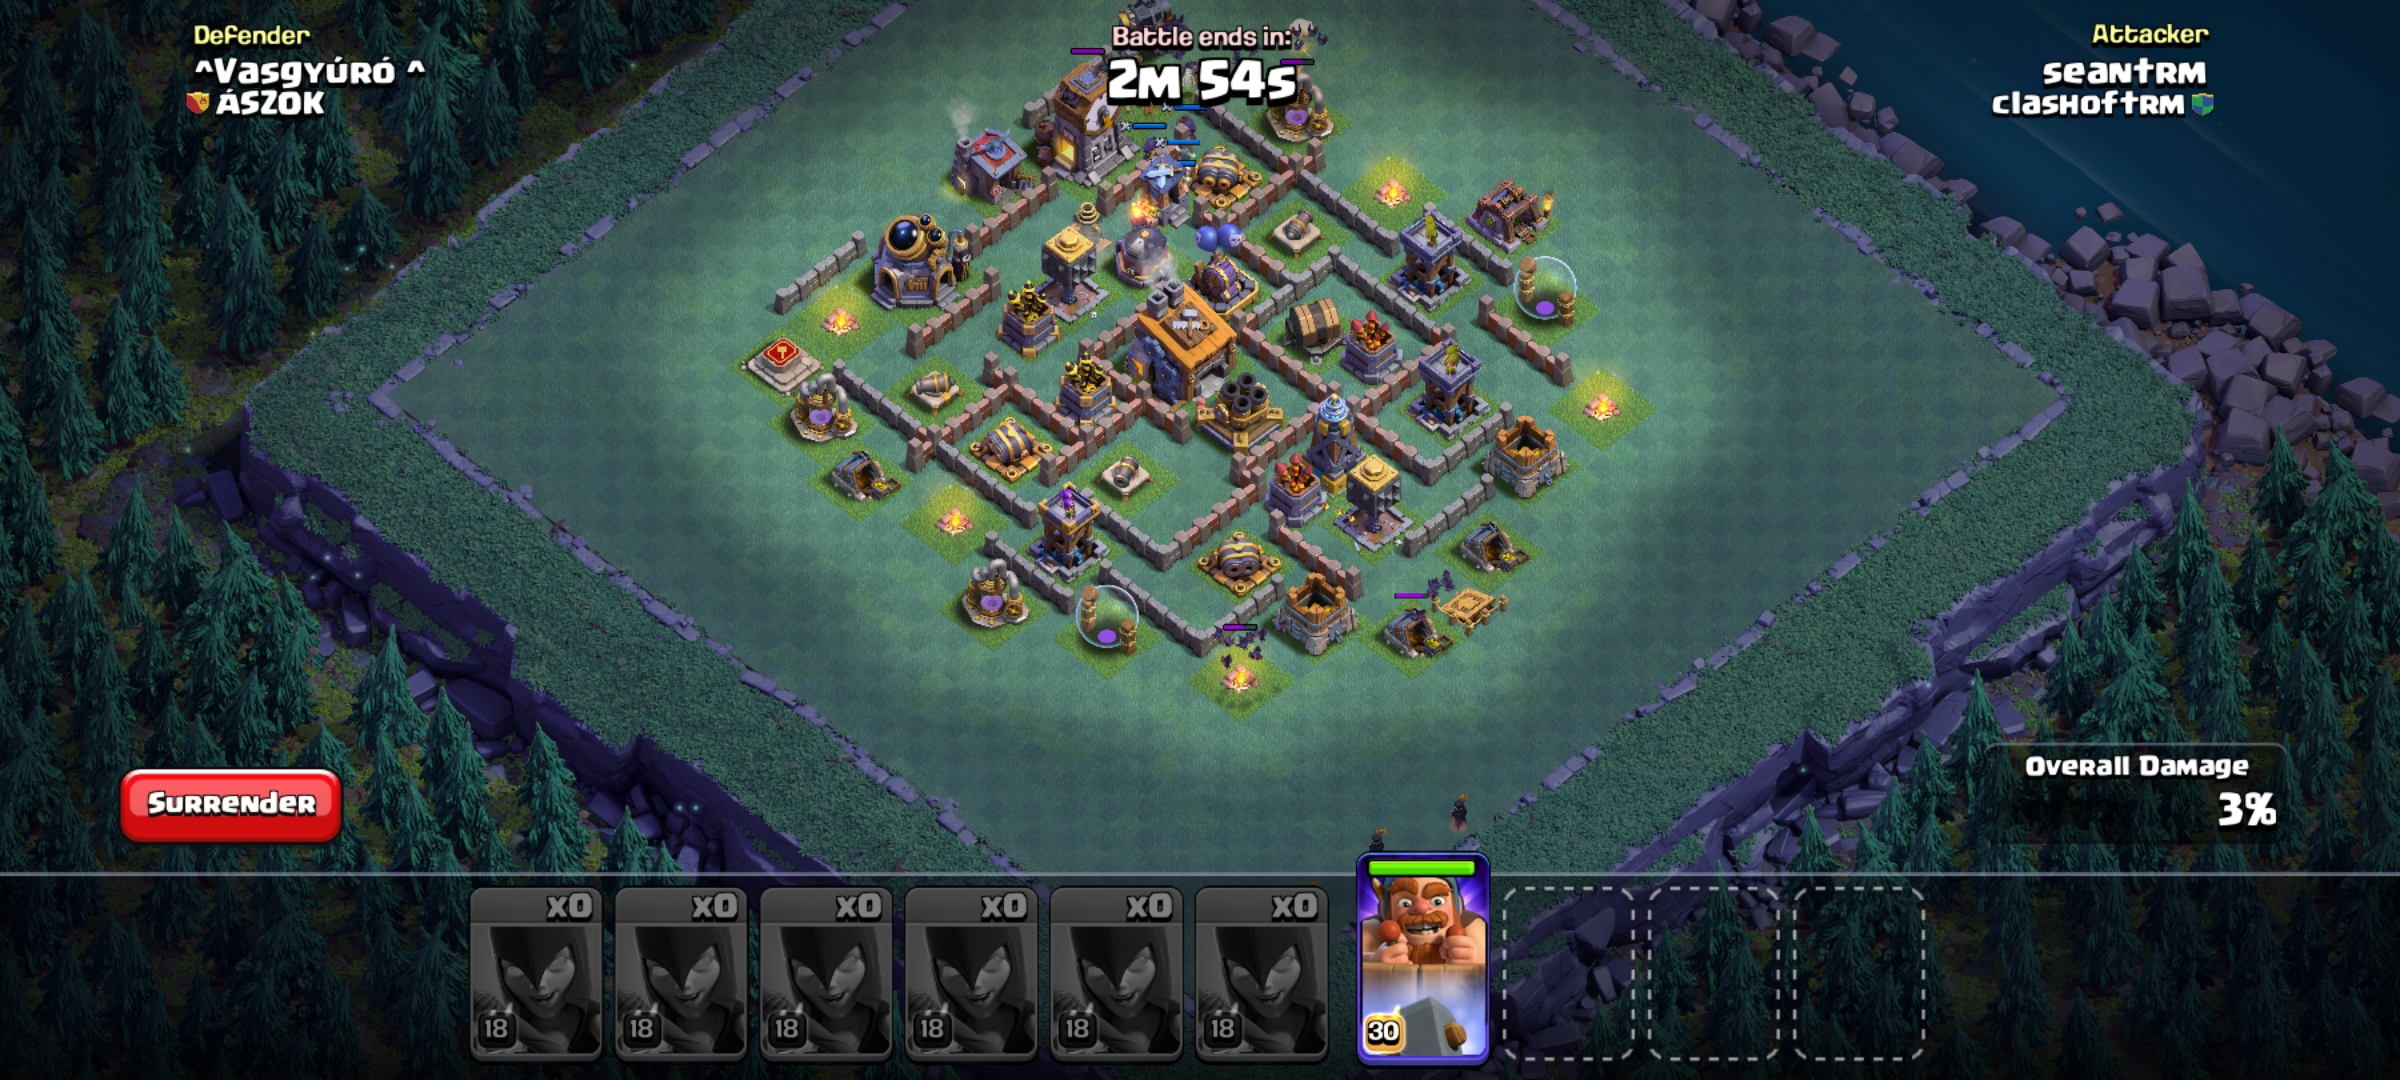 Defender
^Vasgyúró ^
ÁSZOK
Battle ends in:
2M 54s
Attacker
seantRM
clashoftRM
Surrender
Overall Damage
3%
x0
x0
x0
x0
x0
x0
18
18
18
18
18
18
30